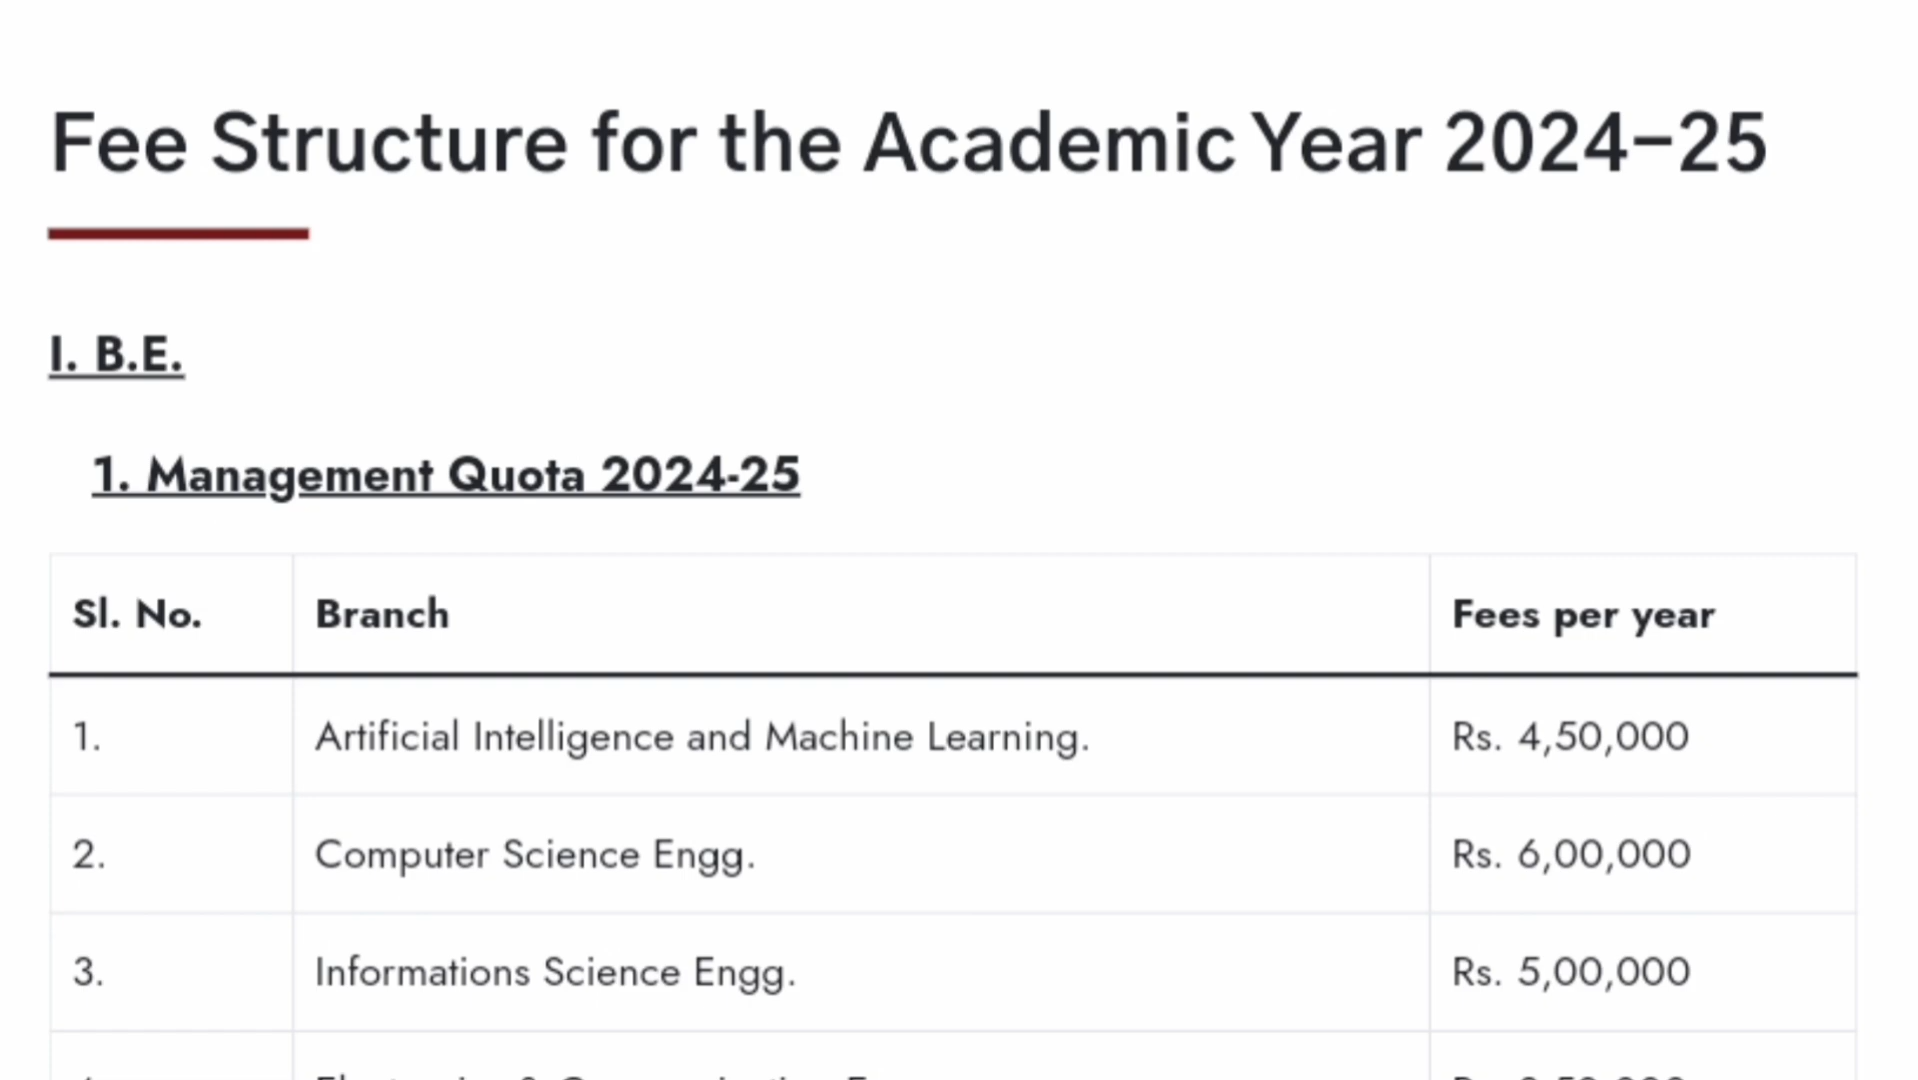 Fee Structure for the Academic Year 2024–25
I. B.E.
1. Management Quota 2024-25
Sl. No. Branch Fees per year
1. Artificial Intelligence and Machine Learning. Rs. 4,50,000
2. Computer Science Engg. Rs. 6,00,000
3. Informations Science Engg. Rs. 5,00,000